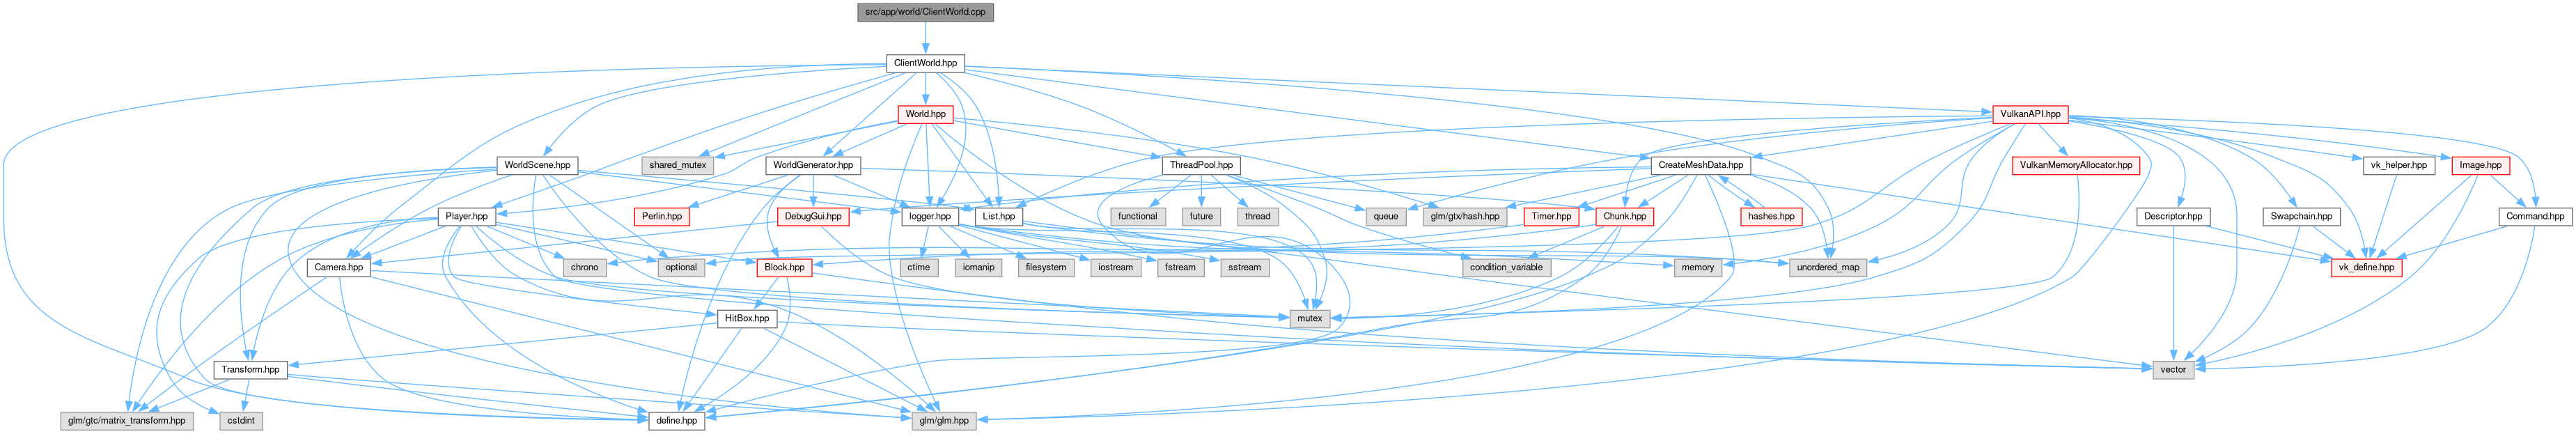 src/app/world/ClientWorld.cpp
ClientWorld.hpp
World.hpp
VulkanAPI.hpp
WorldScene.hpp
shared_mutex
WorldGenerator.hpp
ThreadPool.hpp
CreateMeshData.hpp
VulkanMemoryAllocator.hpp
vk_helper.hpp
Image.hpp
Player.hpp
Perlin.hpp
DebugGui.hpp
logger.hpp
List.hpp
functional
future
thread
queue
glm/gtx/hash.hpp
Timer.hpp
Chunk.hpp
hashes.hpp
Descriptor.hpp
Swapchain.hpp
Command.hpp
Camera.hpp
chrono
optional
Block.hpp
ctime
iomanip
filesystem
iostream
fstream
sstream
condition_variable
memory
unordered_map
vk_define.hpp
HitBox.hpp
mutex
Transform.hpp
vector
glm/gtc/matrix_transform.hpp
cstdint
define.hpp
glm/glm.hpp